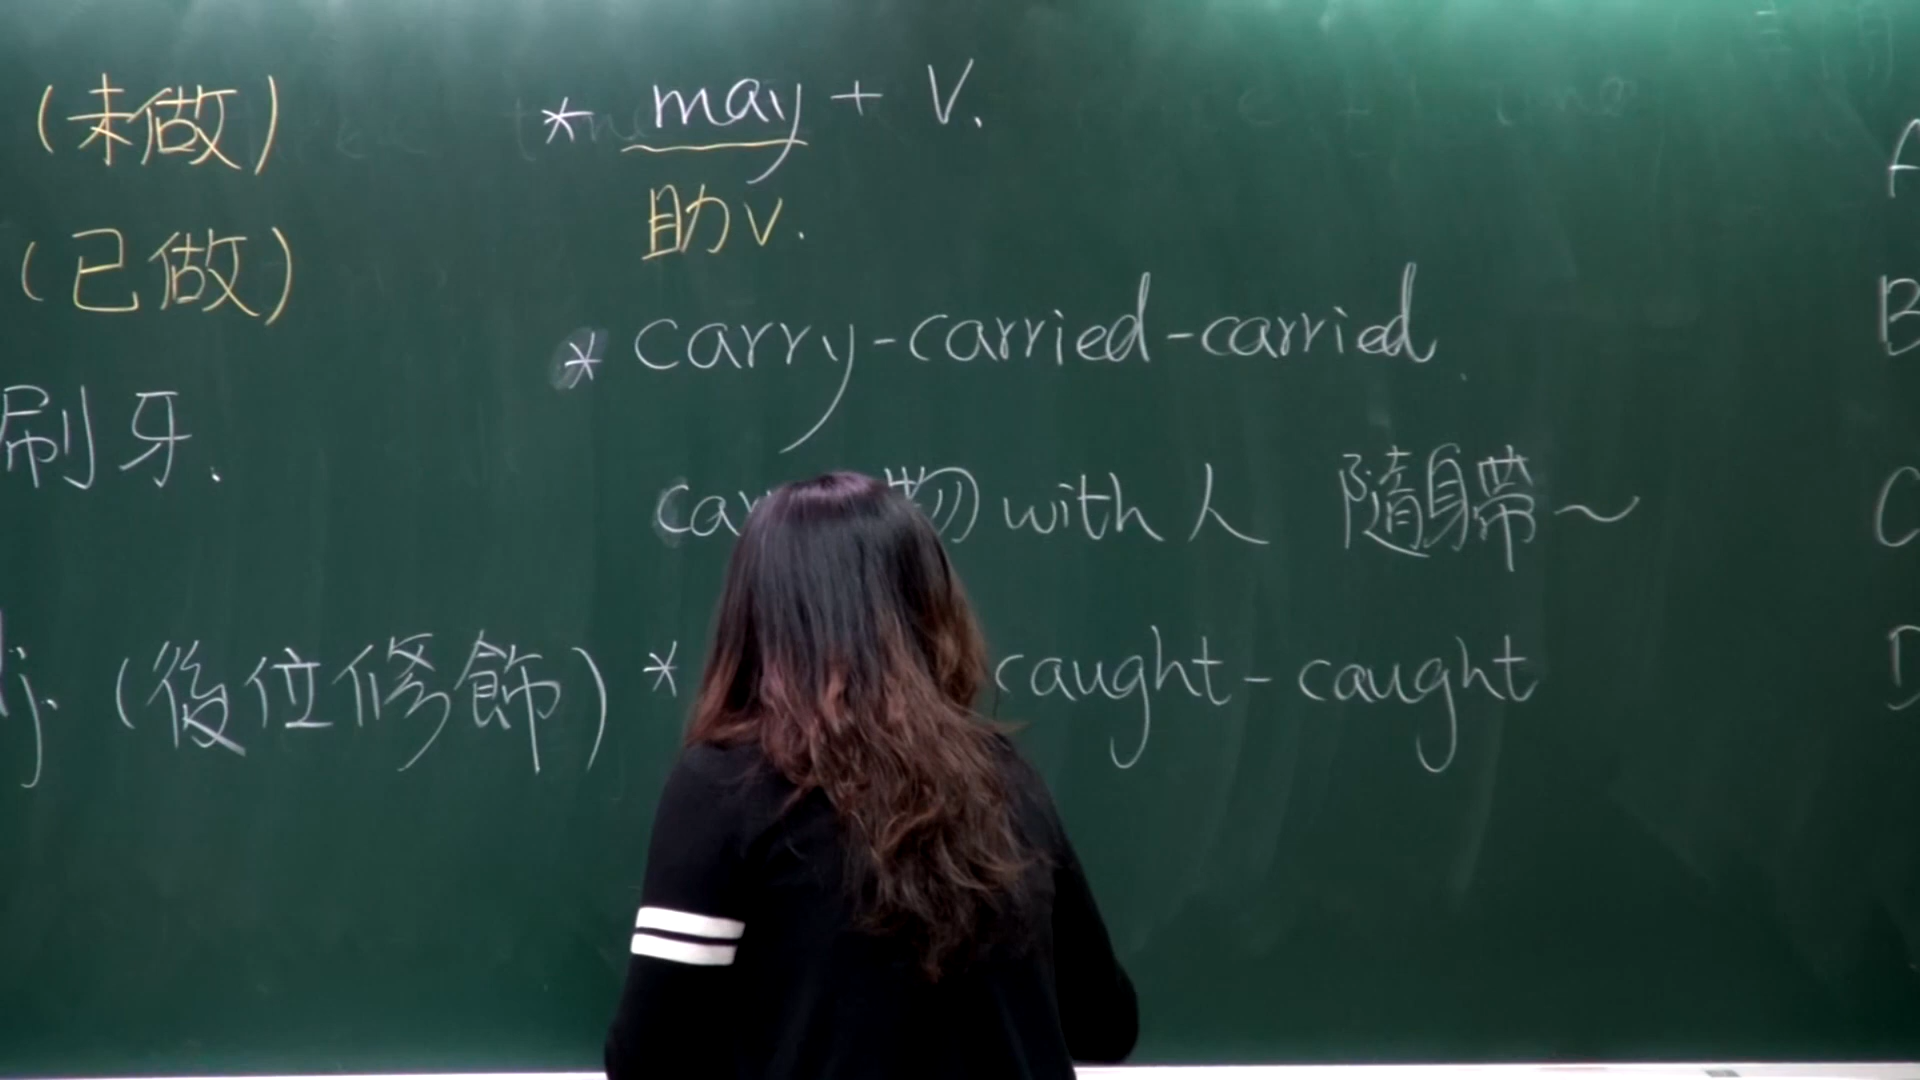 (未做)
(已做)
刷牙.
j. (後位修飾)
* may + V.
助V.
* carry-carried-carried
物 with 人 隨身帶~
* caught-caught
A
B
C
D